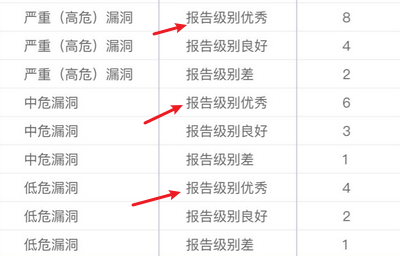 严重（高危）漏洞 报告级别优秀 8
严重（高危）漏洞 报告级别良好 4
严重（高危）漏洞 报告级别差 2
中危漏洞 报告级别优秀 6
中危漏洞 报告级别良好 3
中危漏洞 报告级别差 1
低危漏洞 报告级别优秀 4
低危漏洞 报告级别良好 2
低危漏洞 报告级别差 1